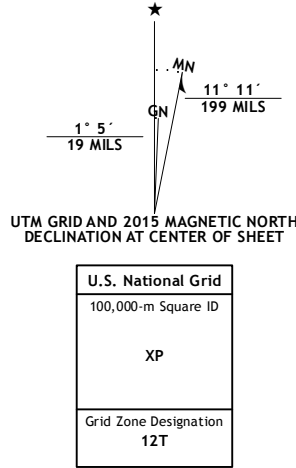 ★
MN
GN
11° 11´
199 MILS
1° 5´
19 MILS
UTM GRID AND 2015 MAGNETIC NORTH
DECLINATION AT CENTER OF SHEET
U.S. National Grid
100,000-m Square ID
XP
Grid Zone Designation
12T